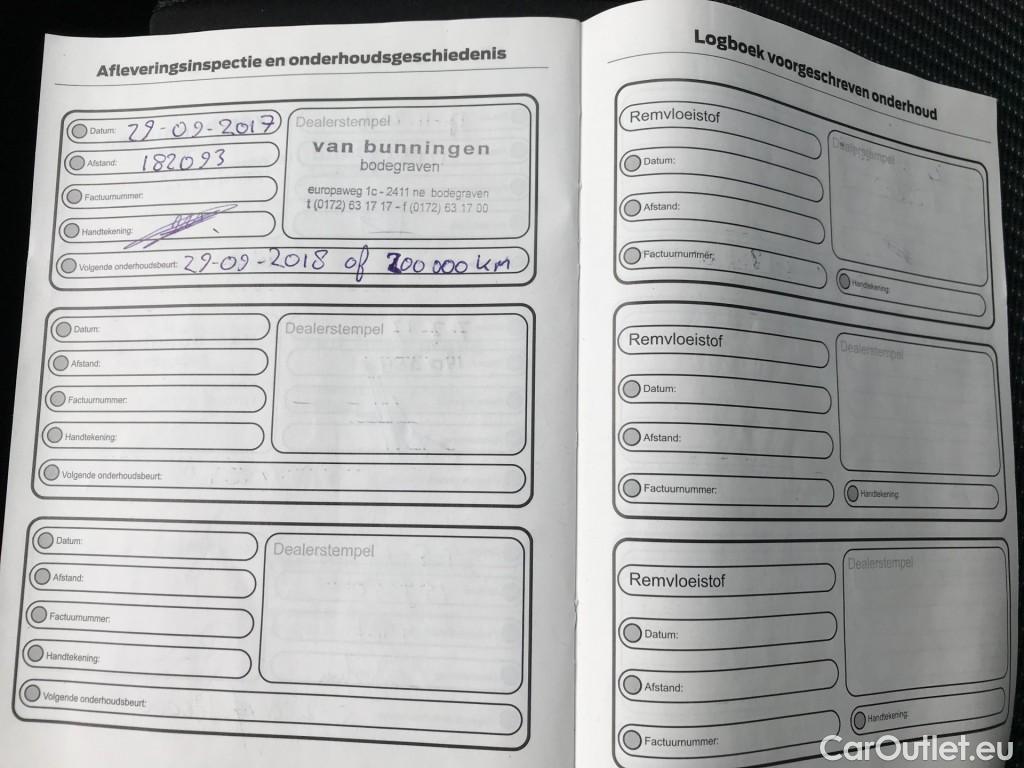 Afleveringsinspectie en onderhoudsgeschiedenis
Datum: 29-09-2017
Afstand: 182093
Factuurnummer:
Handtekening:
Dealerstempel
van bunningen
bodegraven
europaweg 1c - 2411 ne bodegraven
t (0172) 63 17 17 - f (0172) 63 17 00
Volgende onderhoudsbeurt: 29-09-2018 of 200 000 km
Datum:
Afstand:
Factuurnummer:
Handtekening:
Dealerstempel
Volgende onderhoudsbeurt:
Datum:
Afstand:
Factuurnummer:
Handtekening:
Dealerstempel
Volgende onderhoudsbeurt:
Logboek voorgeschreven onderhoud
Remvloeistof
Datum:
Afstand:
Factuurnummer:
Dealerstempel
Handtekening:
Remvloeistof
Datum:
Afstand:
Factuurnummer:
Dealerstempel
Handtekening:
Remvloeistof
Datum:
Afstand:
Factuurnummer:
Dealerstempel
Handtekening:
CarOutlet.eu